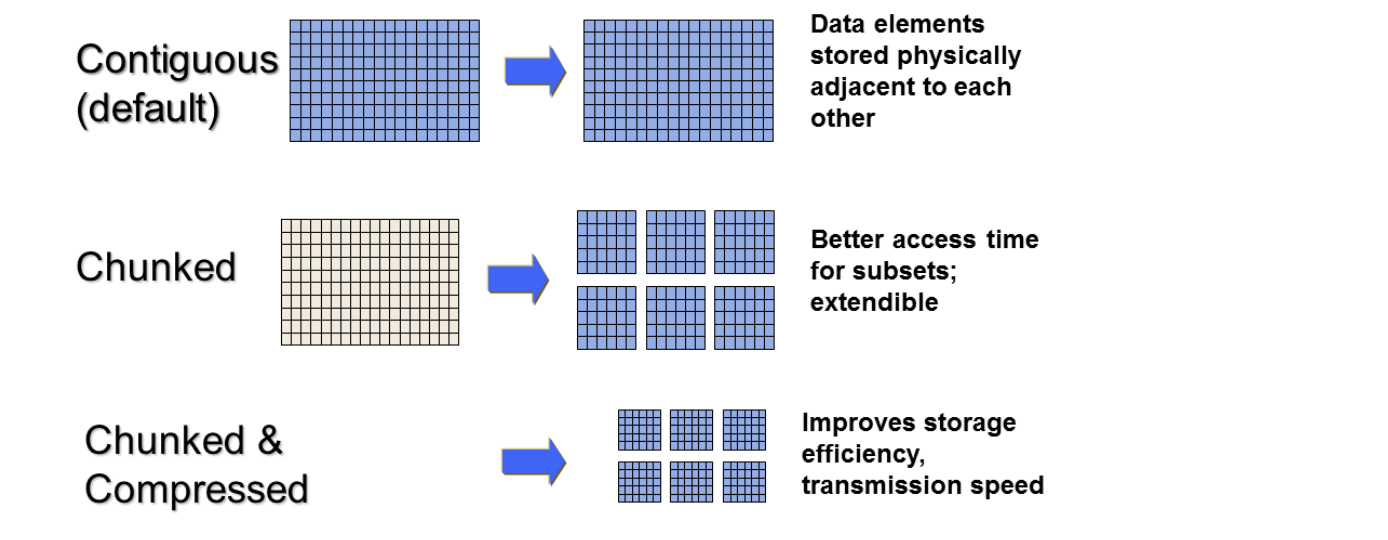 Contiguous
(default)
Data elements
stored physically
adjacent to each
other
Chunked
Better access time
for subsets;
extendible
Chunked &
Compressed
Improves storage
efficiency,
transmission speed